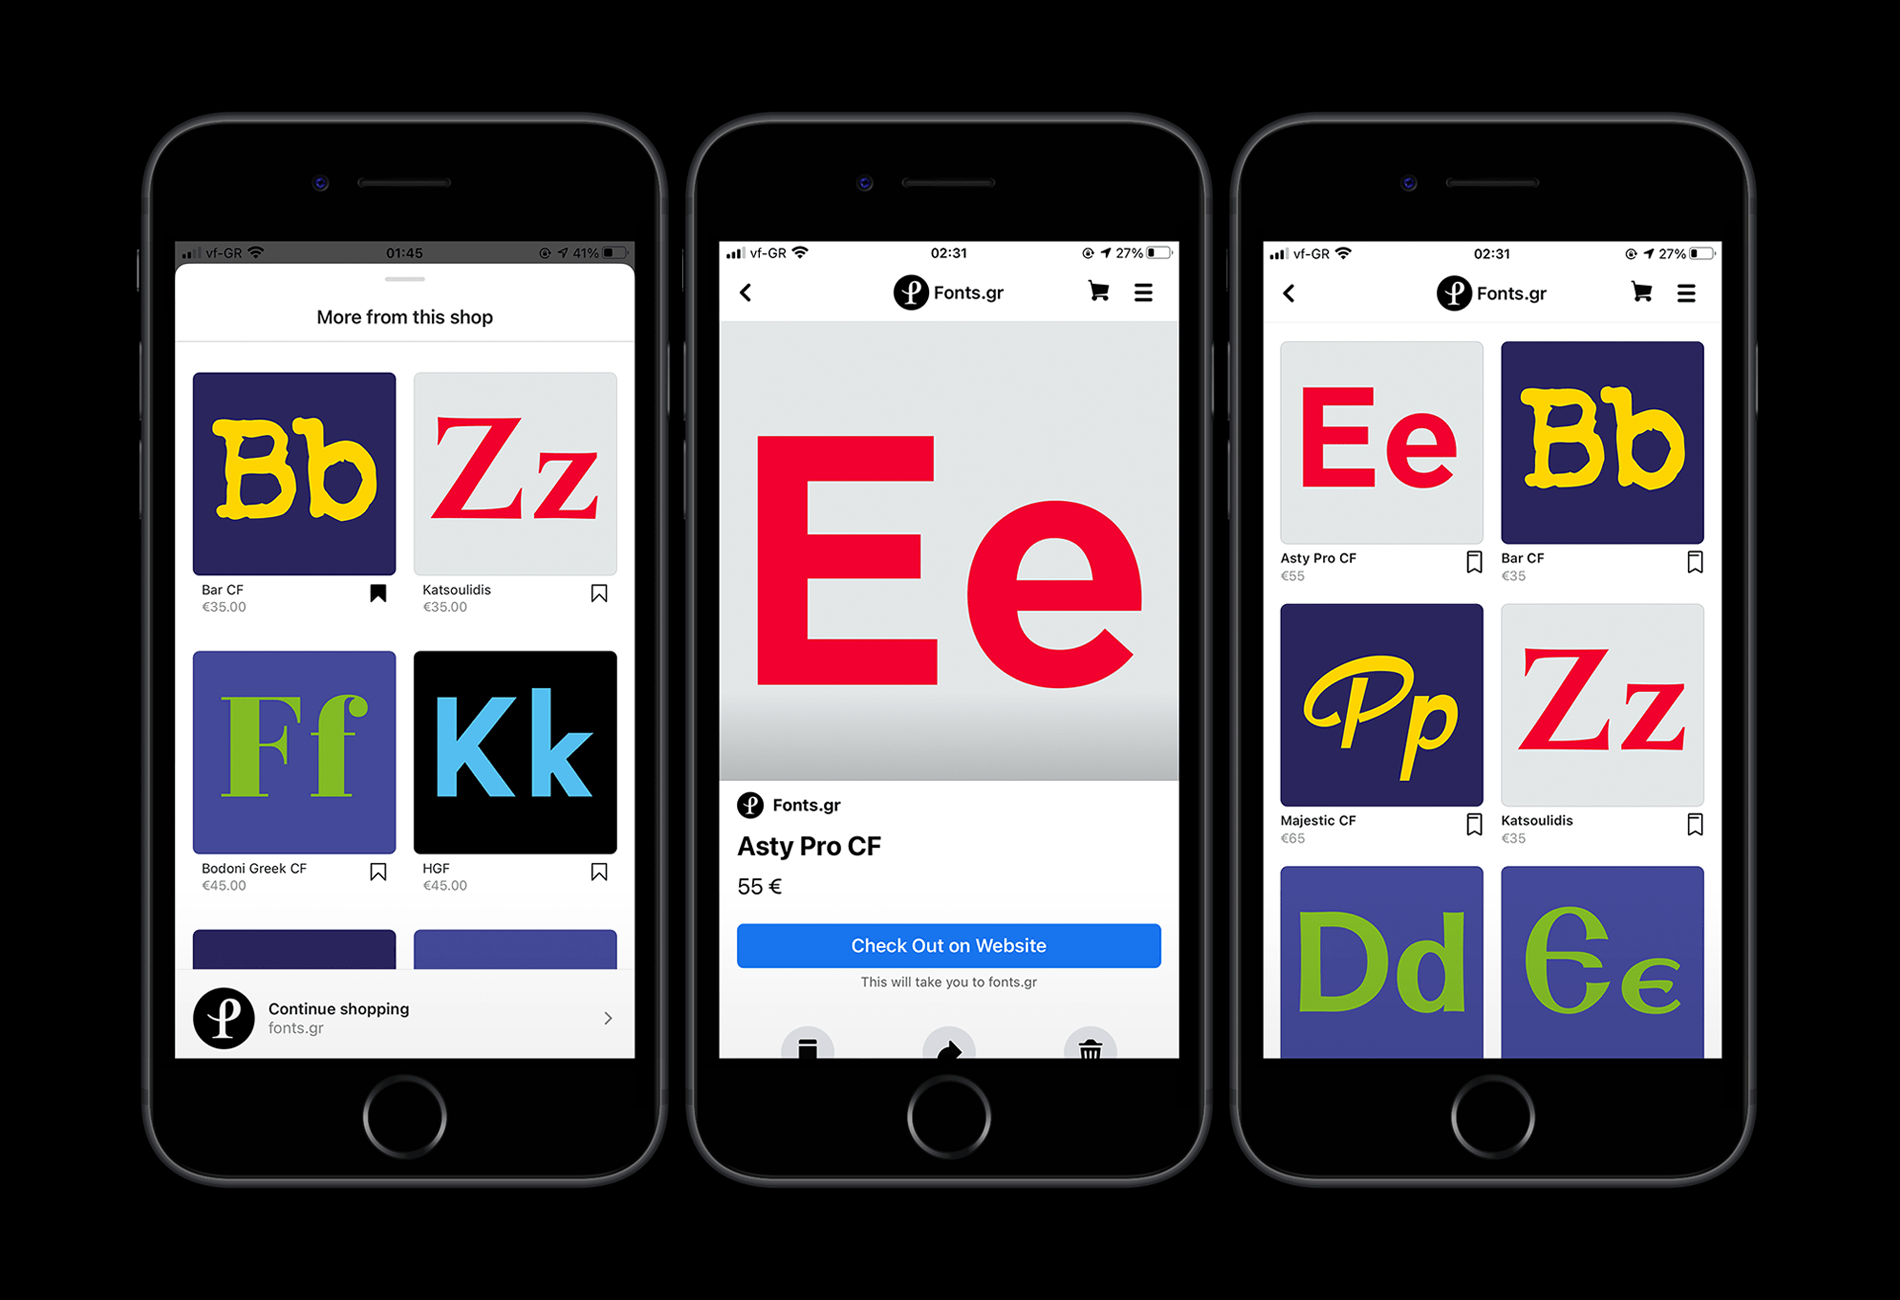 vf-GR
01:45
41%
More from this shop
Bb
Zz
Bar CF
€35.00
Katsoulidis
€35.00
Ff
Kk
Bodoni Greek CF
€45.00
HGF
€45.00
Continue shopping
fonts.gr
vf-GR
02:31
27%
Fonts.gr
Ee
Fonts.gr
Asty Pro CF
55 €
Check Out on Website
This will take you to fonts.gr
vf-GR
02:31
27%
Fonts.gr
Ee
Bb
Asty Pro CF
€55
Bar CF
€35
Pp
Zz
Majestic CF
€65
Katsoulidis
€35
Dd
Єє